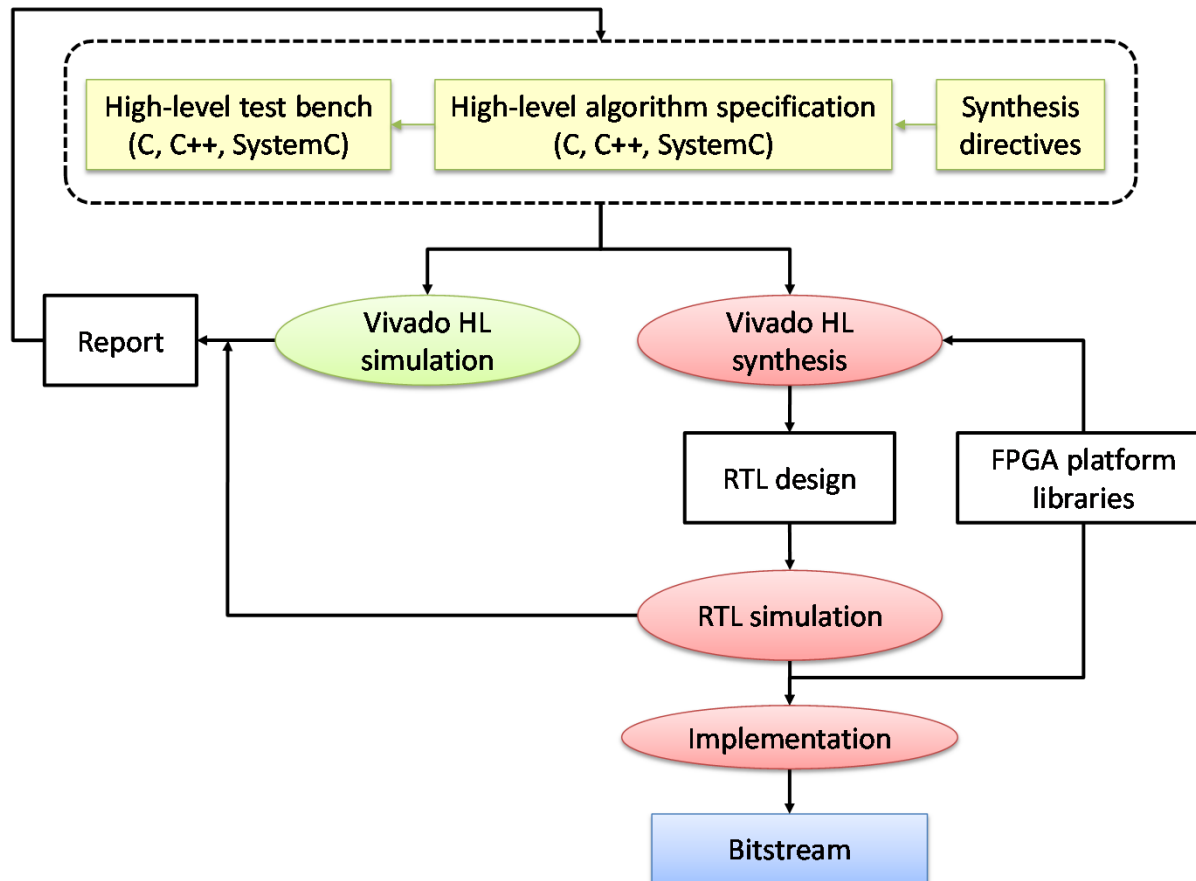 High-level test bench
(C, C++, SystemC)
High-level algorithm specification
(C, C++, SystemC)
Synthesis
directives
Report
Vivado HL
simulation
Vivado HL
synthesis
RTL design
FPGA platform
libraries
RTL simulation
Implementation
Bitstream